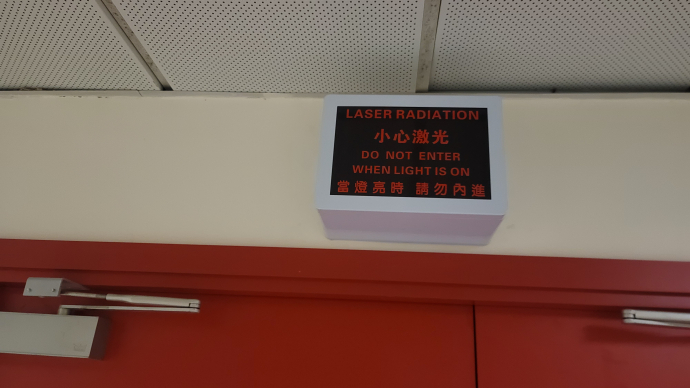 LASER RADIATION
小心激光
DO NOT ENTER
WHEN LIGHT IS ON
當燈亮時 請勿內進